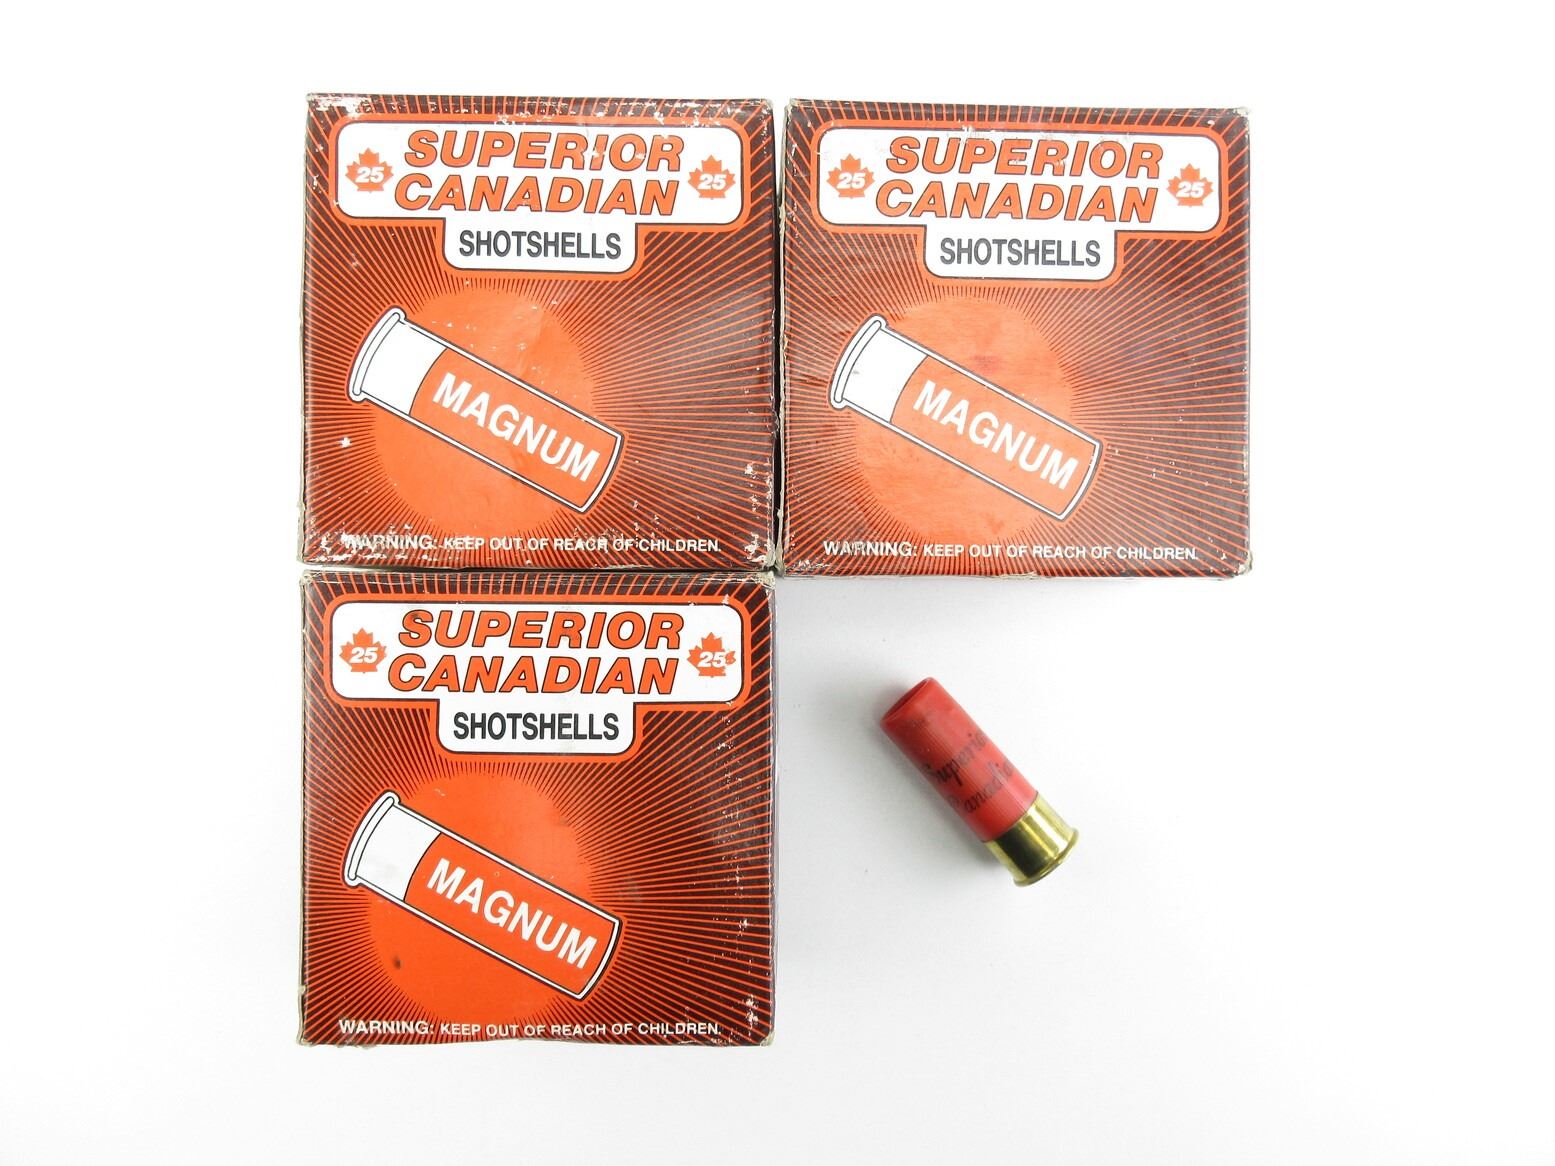 SUPERIOR
25 CANADIAN 25
SHOTSHELLS
MAGNUM
WARNING: KEEP OUT OF REACH OF CHILDREN.
SUPERIOR
25 CANADIAN 25
SHOTSHELLS
MAGNUM
WARNING: KEEP OUT OF REACH OF CHILDREN.
SUPERIOR
25 CANADIAN 25
SHOTSHELLS
MAGNUM
WARNING: KEEP OUT OF REACH OF CHILDREN.
Superior
Canadian